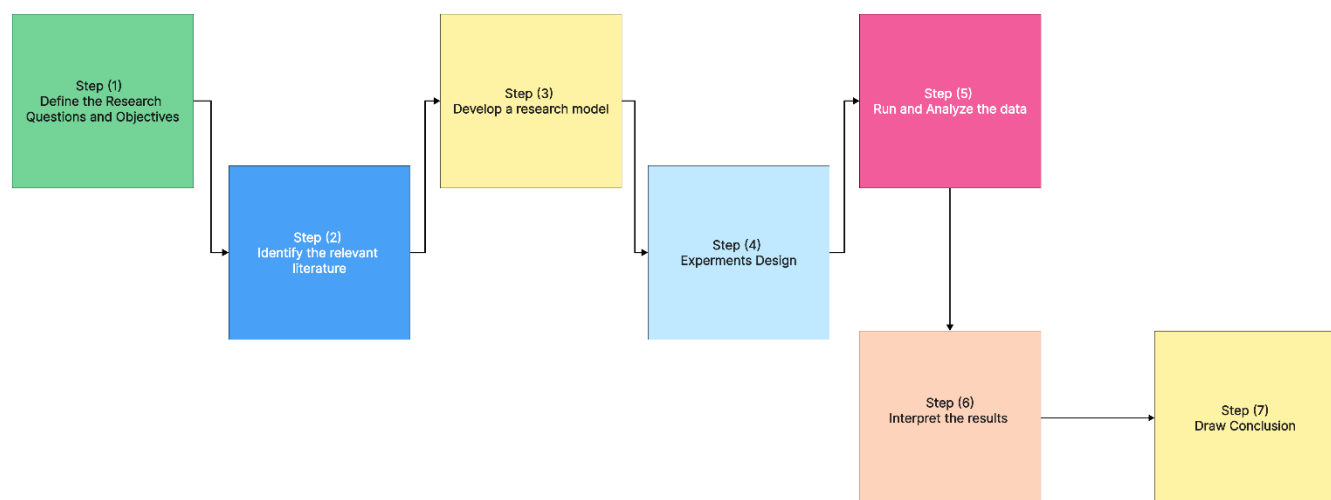 Step (1)
Define the Research
Questions and Objectives
Step (2)
Identify the relevant
literature
Step (3)
Develop a research model
Step (4)
Experments Design
Step (5)
Run and Analyze the data
Step (6)
Interpret the results
Step (7)
Draw Conclusion